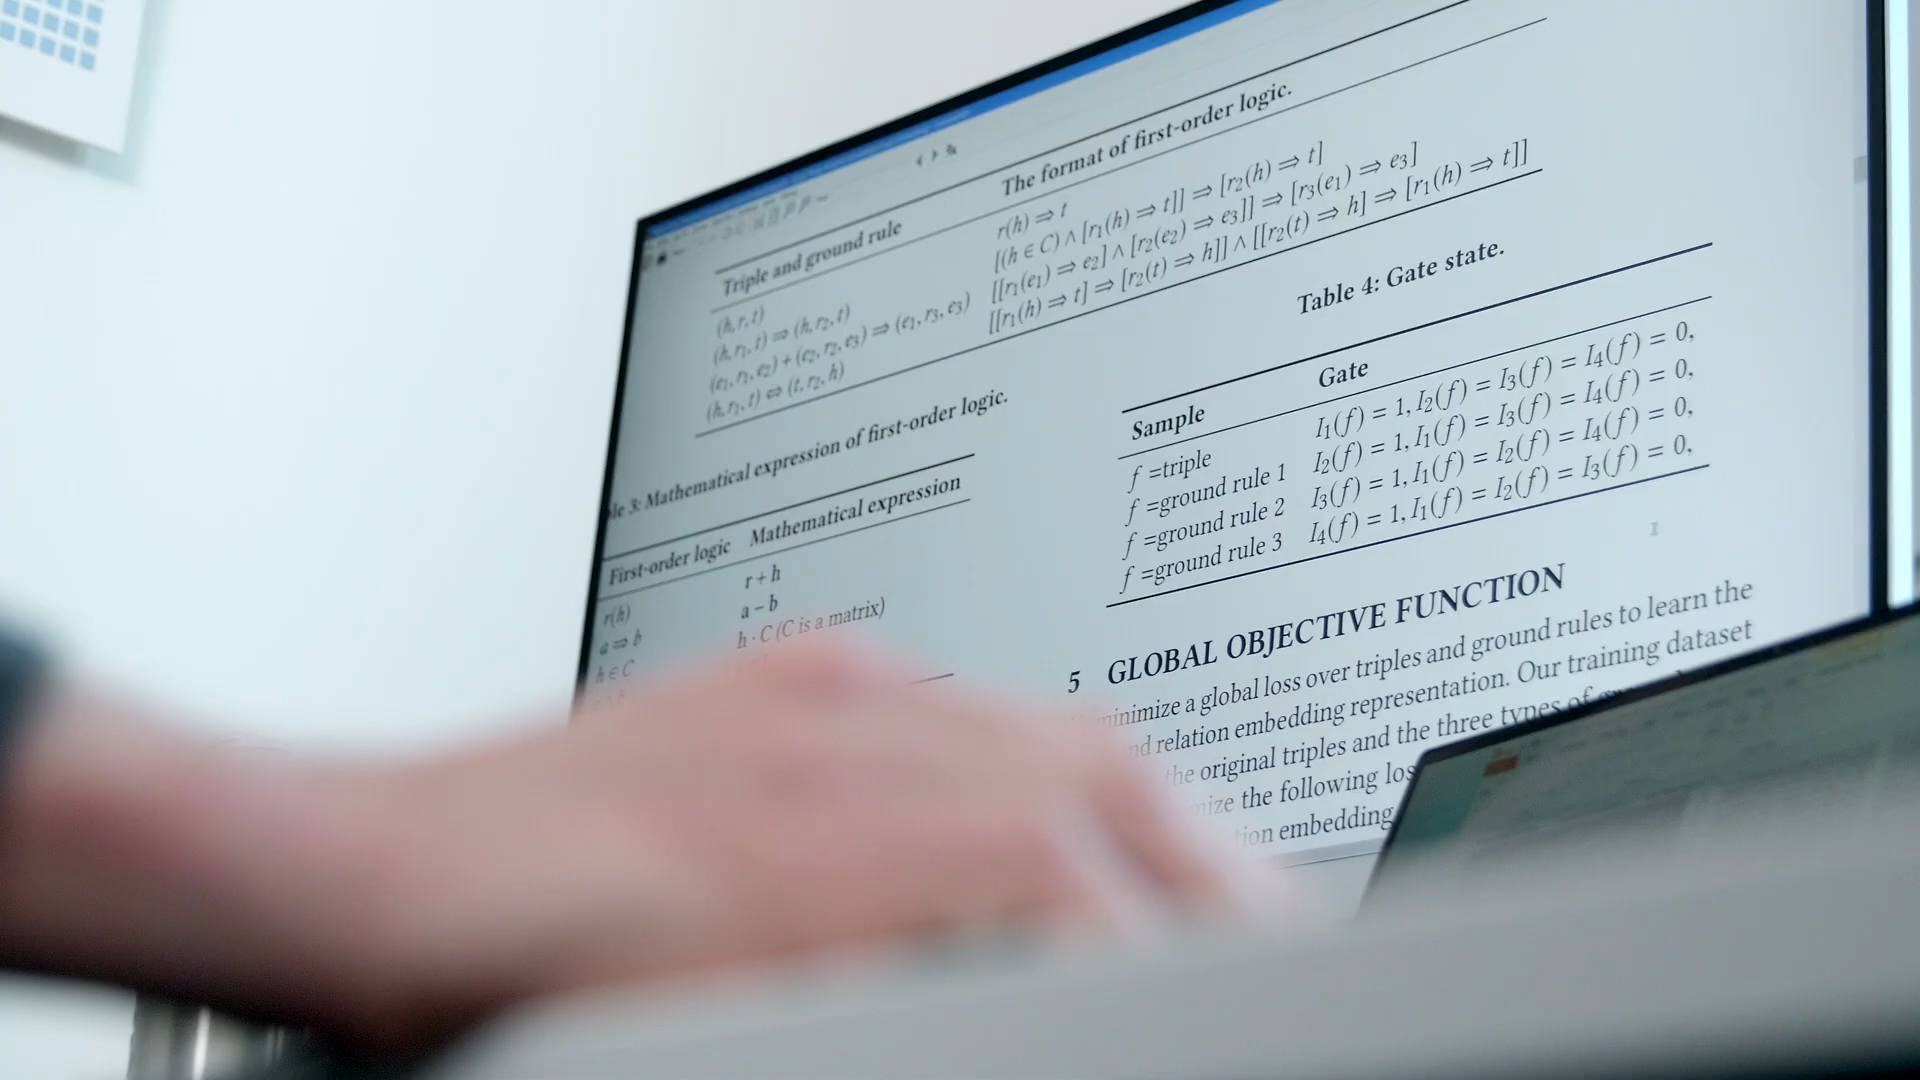 Triple and ground rule The format of first-order logic.
(h, r, t) r(h) ⇒ t
(h, r₁, t) ⇒ (h, r₂, t) [(h ∈ C) ∧ [r₁(h) ⇒ t]] ⇒ [r₂(h) ⇒ t]
(e₁, r₁, e₂) + (e₂, r₂, e₃) ⇒ (e₁, r₃, e₃) [[r₁(e₁) ⇒ e₂] ∧ [r₂(e₂) ⇒ e₃]] ⇒ [r₃(e₁) ⇒ e₃]
(h, r₁, t) ⇔ (t, r₂, h) [[r₁(h) ⇒ t] ⇒ [r₂(t) ⇒ h]] ∧ [[r₂(t) ⇒ h] ⇒ [r₁(h) ⇒ t]]
le 3: Mathematical expression of first-order logic.
First-order logic Mathematical expression
r(h) r + h
a ⇒ b a − b
h ∈ C h · C (C is a matrix)
Table 4: Gate state.
Sample Gate
f =triple I₁(f) = 1, I₂(f) = I₃(f) = I₄(f) = 0,
f =ground rule 1 I₂(f) = 1, I₁(f) = I₃(f) = I₄(f) = 0,
f =ground rule 2 I₃(f) = 1, I₁(f) = I₂(f) = I₄(f) = 0,
f =ground rule 3 I₄(f) = 1, I₁(f) = I₂(f) = I₃(f) = 0,
5 GLOBAL OBJECTIVE FUNCTION
minimize a global loss over triples and ground rules to learn the
nd relation embedding representation. Our training dataset
the original triples and the three types of
mize the following los
tion embedding